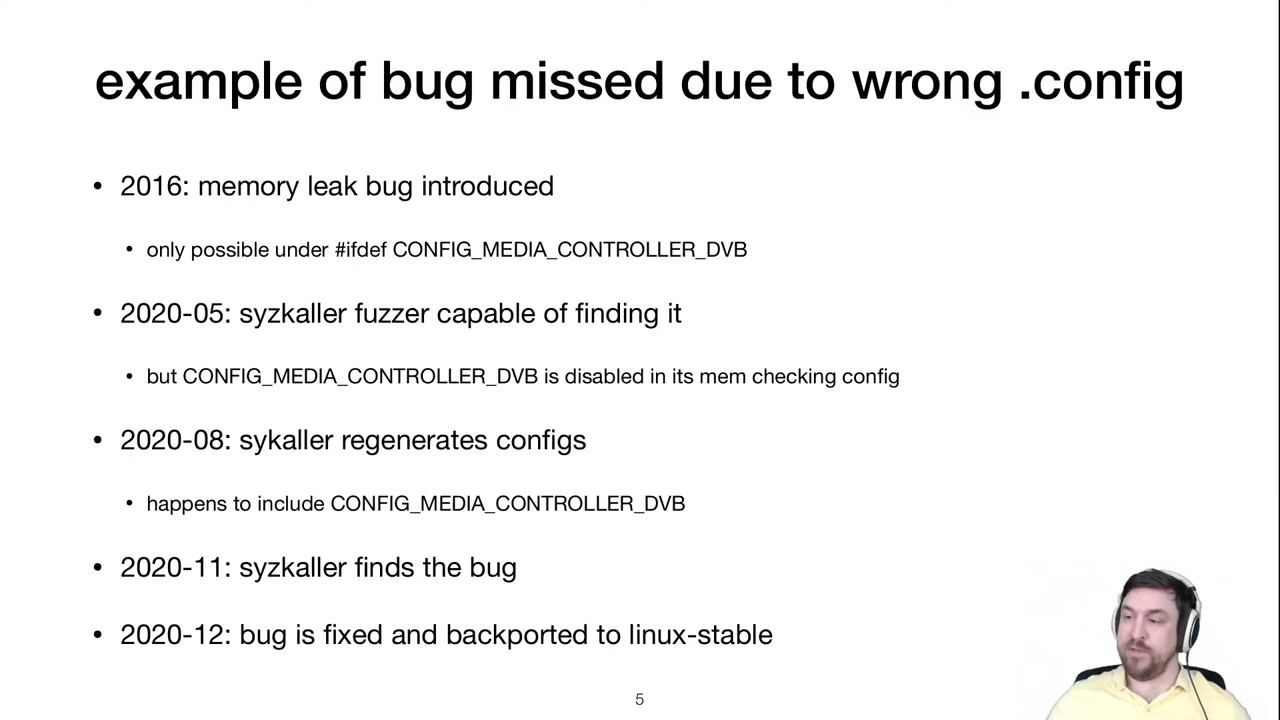 example of bug missed due to wrong .config
• 2016: memory leak bug introduced
• only possible under #ifdef CONFIG_MEDIA_CONTROLLER_DVB
• 2020-05: syzkaller fuzzer capable of finding it
• but CONFIG_MEDIA_CONTROLLER_DVB is disabled in its mem checking config
• 2020-08: sykaller regenerates configs
• happens to include CONFIG_MEDIA_CONTROLLER_DVB
• 2020-11: syzkaller finds the bug
• 2020-12: bug is fixed and backported to linux-stable
5